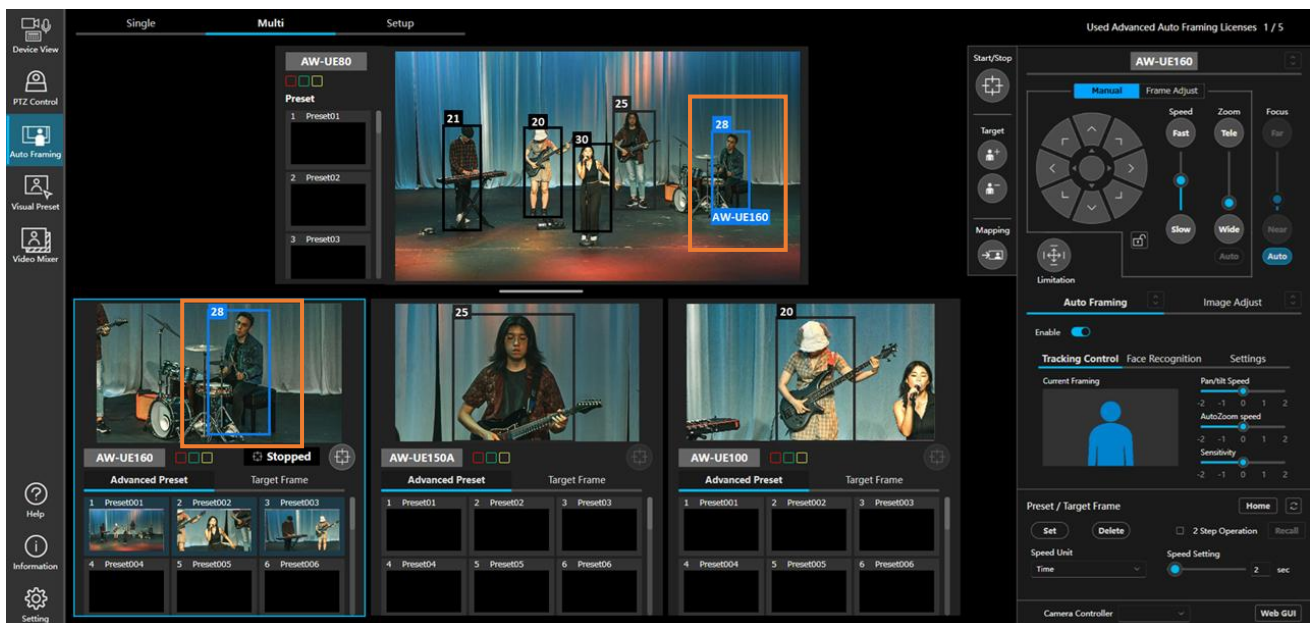 Device View
PTZ Control
Auto Framing
Visual Preset
Video Mixer
Help
Information
Setting
Single Multi Setup
Used Advanced Auto Framing Licenses 1 / 5
AW-UE80
Preset
1 Preset01
2 Preset02
3 Preset03
21
20
30
25
28
AW-UE160
Start/Stop
Target
Mapping
28
AW-UE160
Stopped
Advanced Preset Target Frame
1 Preset001 2 Preset002 3 Preset003
4 Preset004 5 Preset005 6 Preset006
25
AW-UE150A
Advanced Preset Target Frame
1 Preset01 2 Preset02 3 Preset03
4 Preset04 5 Preset05 6 Preset06
20
AW-UE100
Advanced Preset Target Frame
1 Preset001 2 Preset002 3 Preset003
4 Preset004 5 Preset005 6 Preset006
AW-UE160
Manual Frame Adjust
Speed Zoom Focus
Fast Tele Far
Slow Wide Near
Auto Auto
Limitation
Auto Framing Image Adjust
Enable
Tracking Control Face Recognition Settings
Current Framing
Pan/tilt Speed
-2 -1 0 1 2
AutoZoom speed
-2 -1 0 1 2
Sensitivity
-2 -1 0 1 2
Preset / Target Frame Home
Set Delete 2 Step Operation Recall
Speed Unit Speed Setting
Time 2 sec
Camera Controller Web GUI